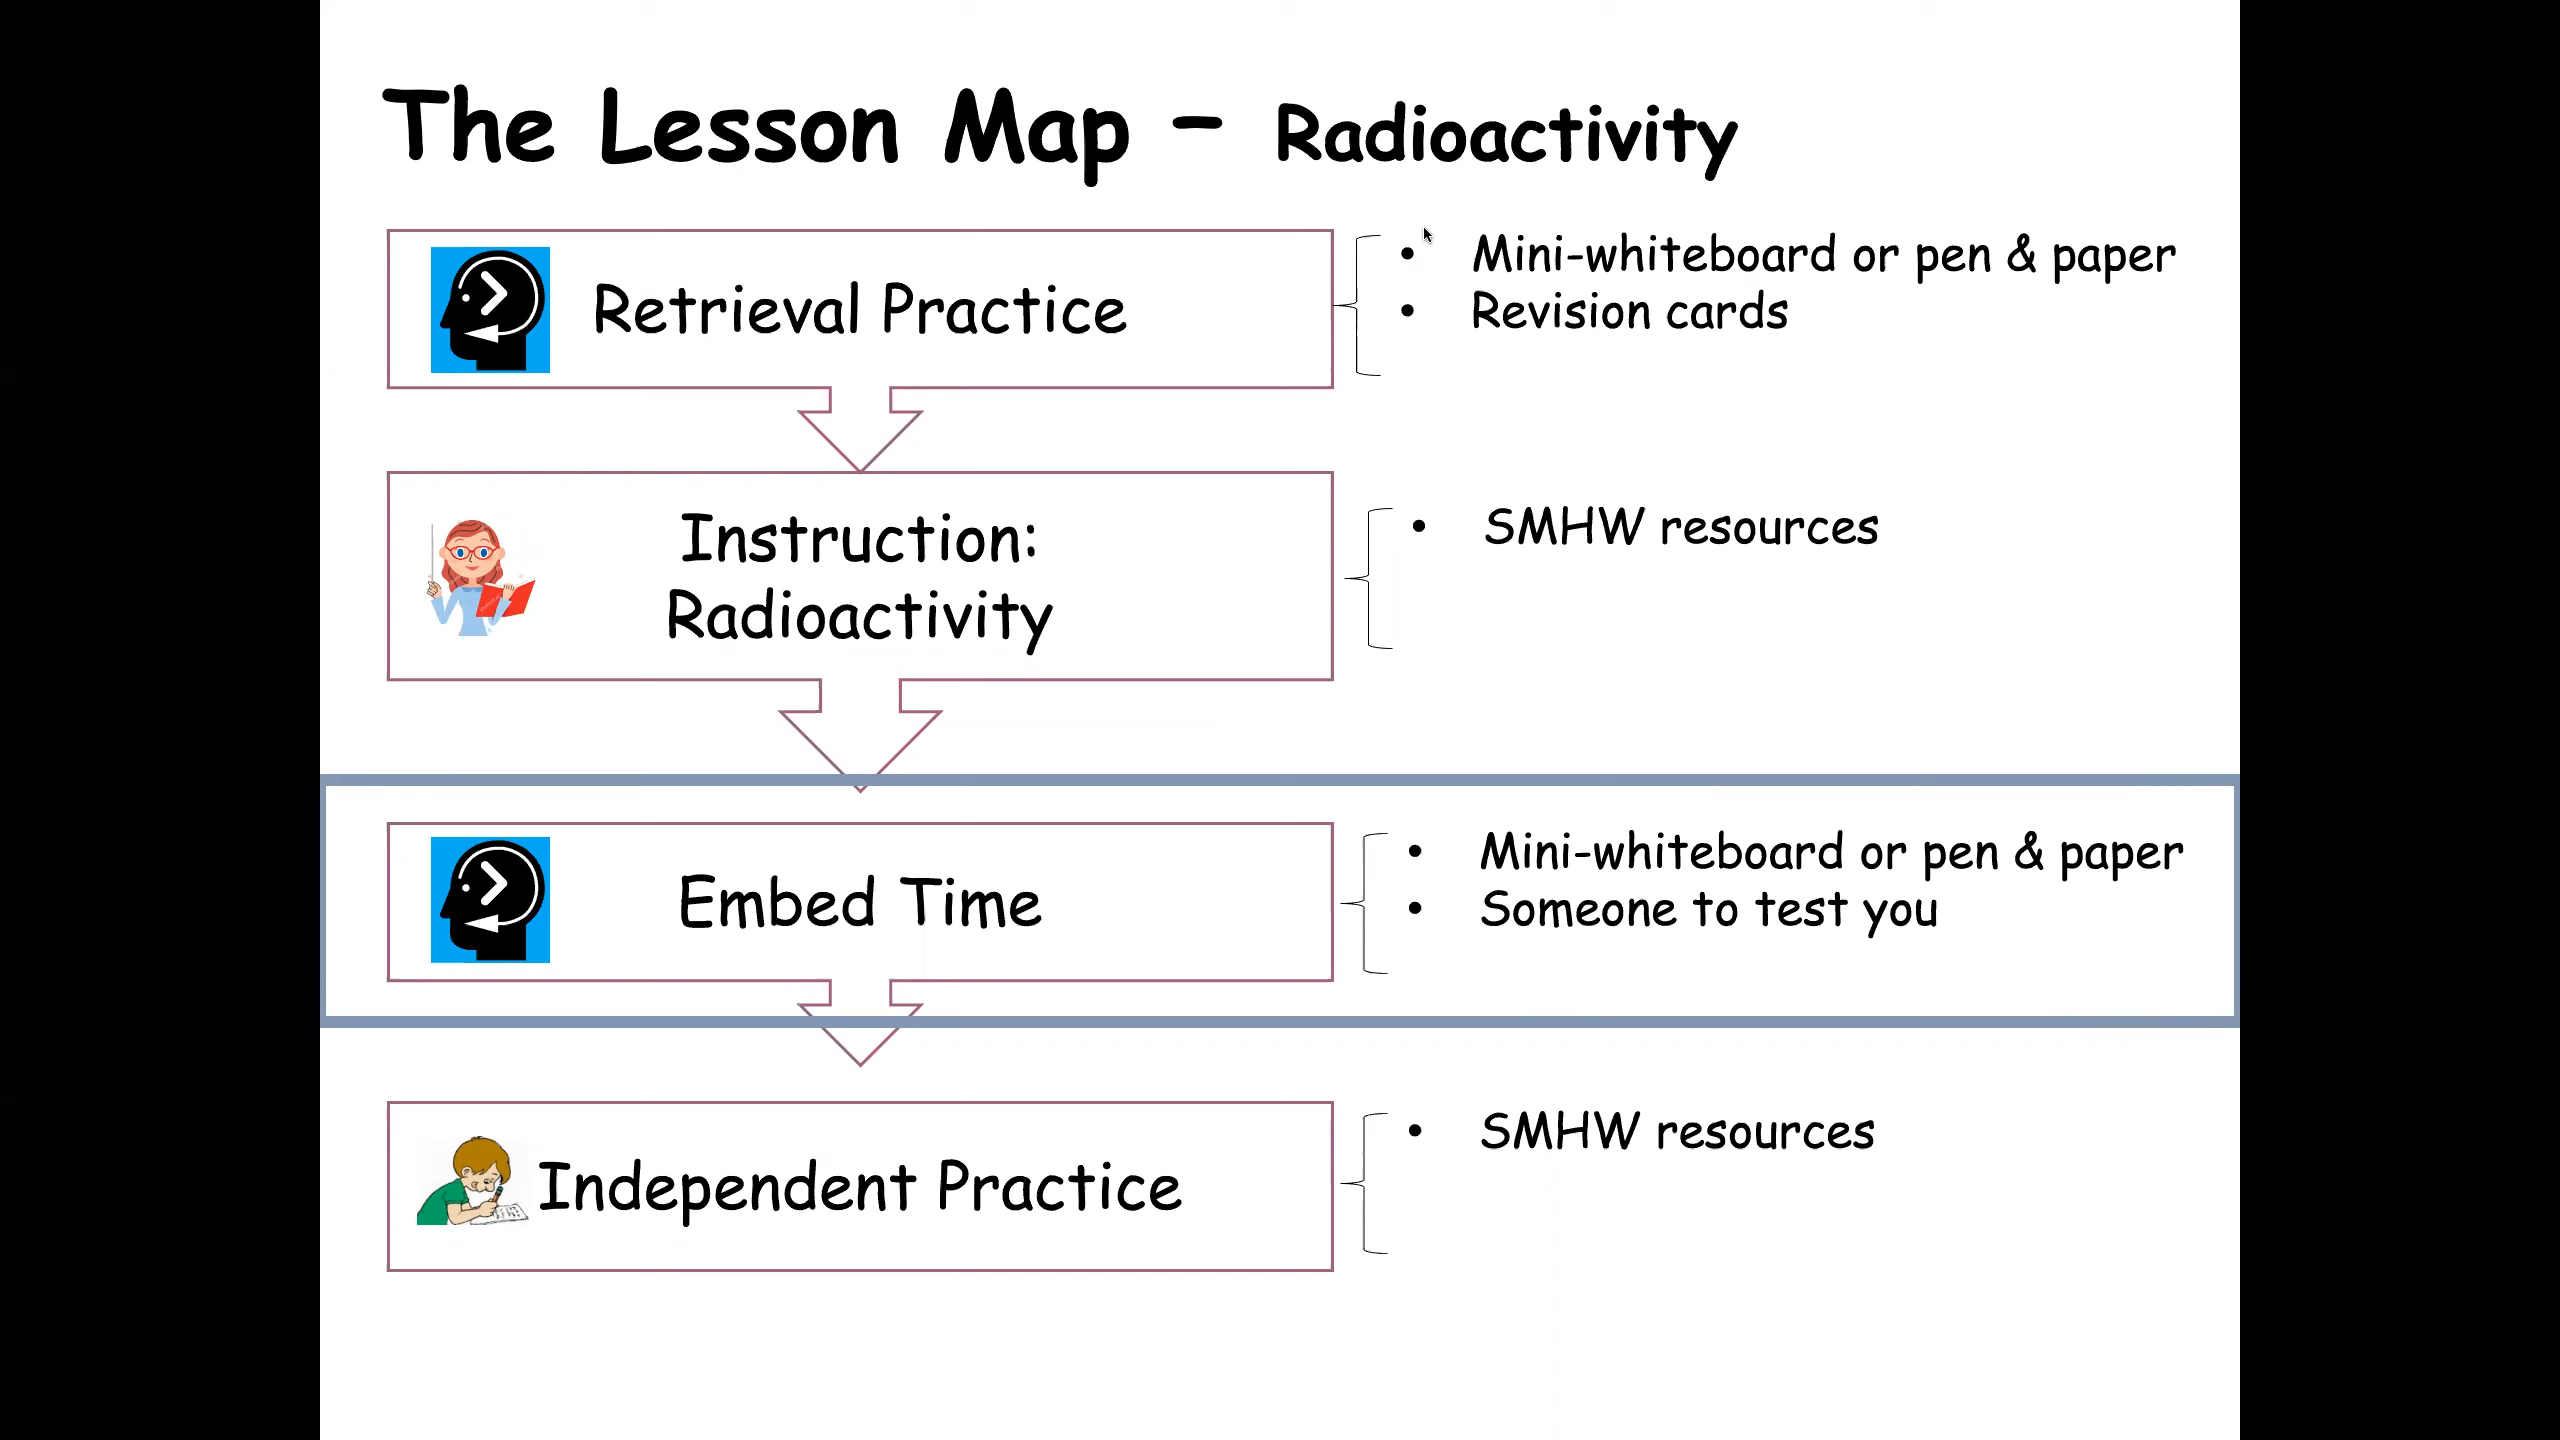 The Lesson Map – Radioactivity
Retrieval Practice
• Mini-whiteboard or pen & paper
• Revision cards
Instruction:
Radioactivity
• SMHW resources
Embed Time
• Mini-whiteboard or pen & paper
• Someone to test you
Independent Practice
• SMHW resources